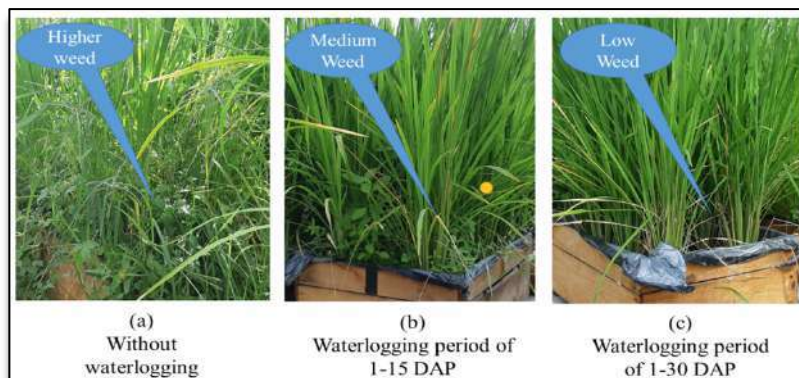 Higher
weed
Medium
Weed
Low
Weed
(a)
Without
waterlogging
(b)
Waterlogging period of
1-15 DAP
(c)
Waterlogging period
of 1-30 DAP